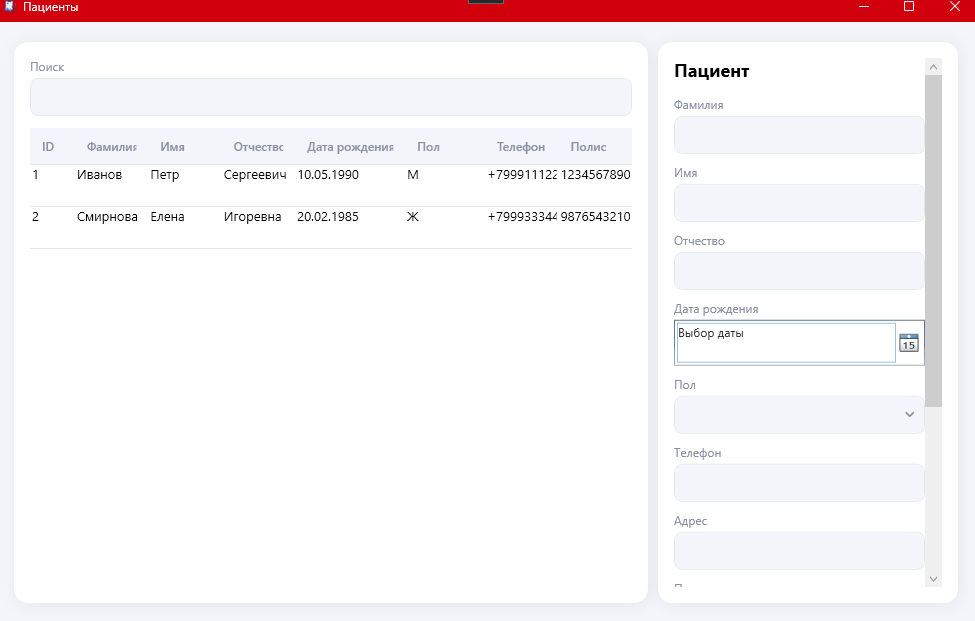 Пациенты
Поиск
ID Фамилия Имя Отчество Дата рождения Пол Телефон Полис
1 Иванов Петр Сергеевич 10.05.1990 М +799911122 1234567890
2 Смирнова Елена Игоревна 20.02.1985 Ж +799933344 9876543210
Пациент
Фамилия
Имя
Отчество
Дата рождения
Выбор даты
15
Пол
Телефон
Адрес